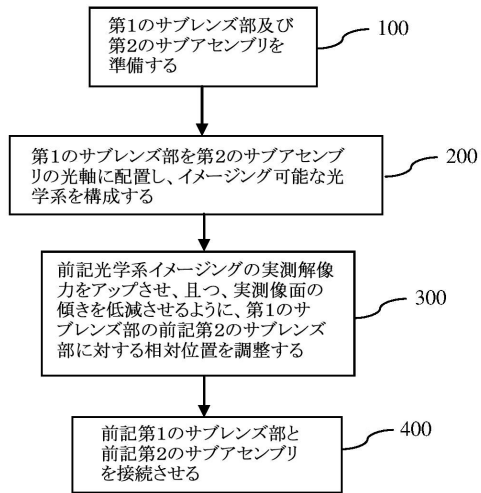 第1のサブレンズ部及び
第2のサブアセンブリを
準備する
100
第1のサブレンズ部を第2のサブアセンブ
リの光軸に配置し、イメージング可能な光
学系を構成する
200
前記光学系イメージングの実測解像
力をアップさせ、且つ、実測像面の
傾きを低減させるように、第1のサ
ブレンズ部の前記第2のサブレンズ
部に対する相対位置を調整する
300
前記第1のサブレンズ部と
前記第2のサブアセンブリ
を接続させる
400